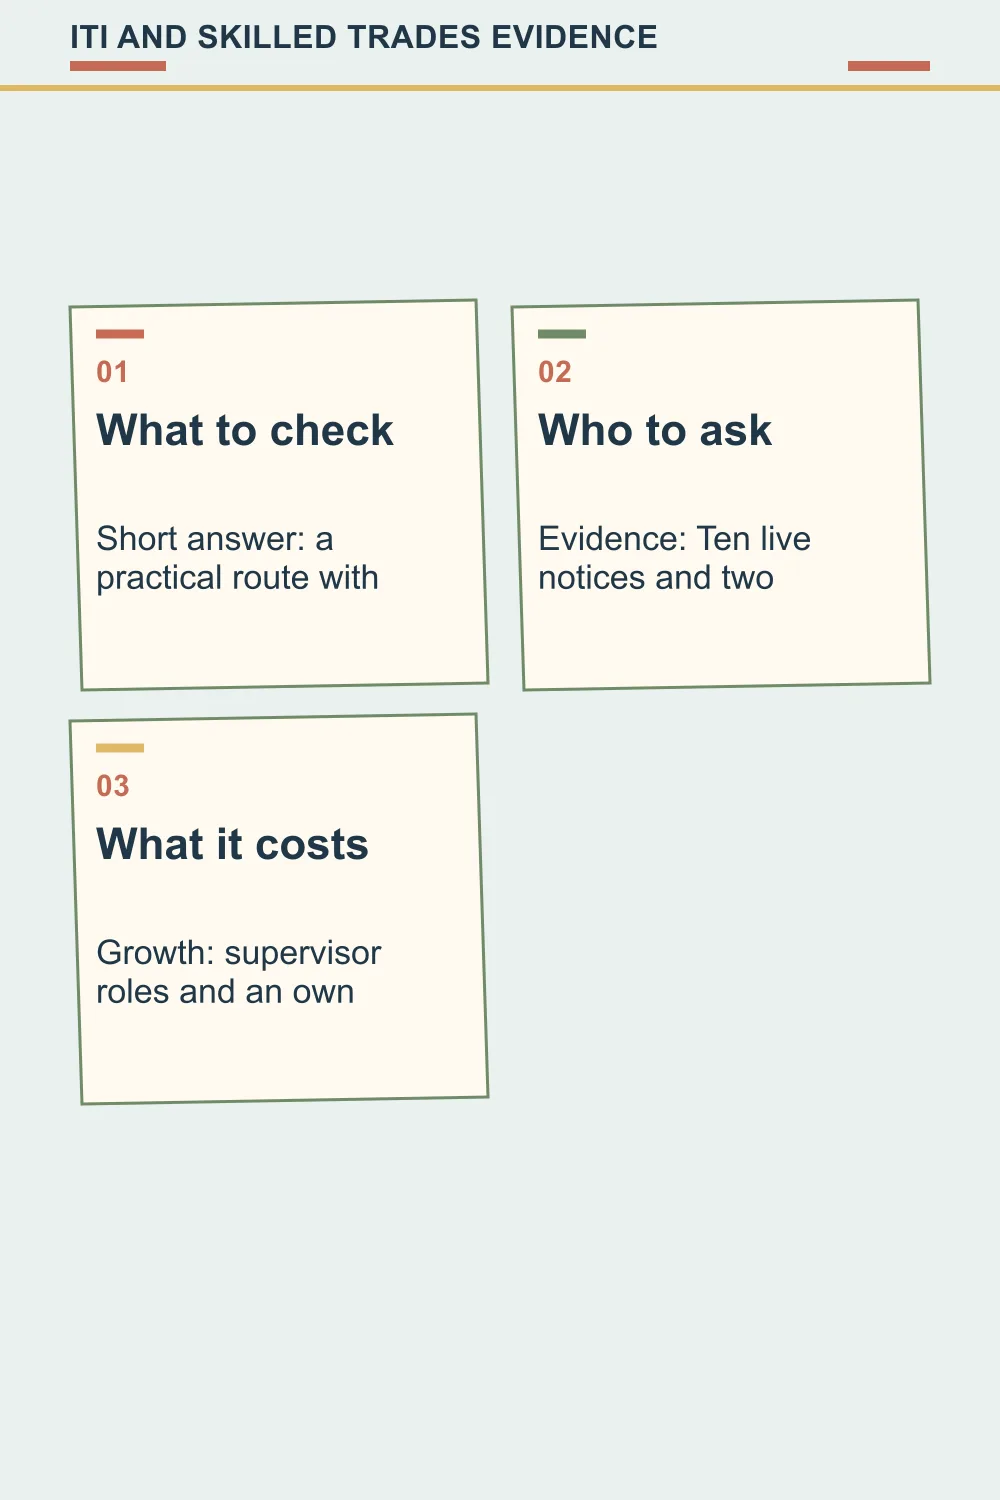 ITI AND SKILLED TRADES EVIDENCE
01
What to check
Short answer: a
practical route with
02
Who to ask
Evidence: Ten live
notices and two
03
What it costs
Growth: supervisor
roles and an own